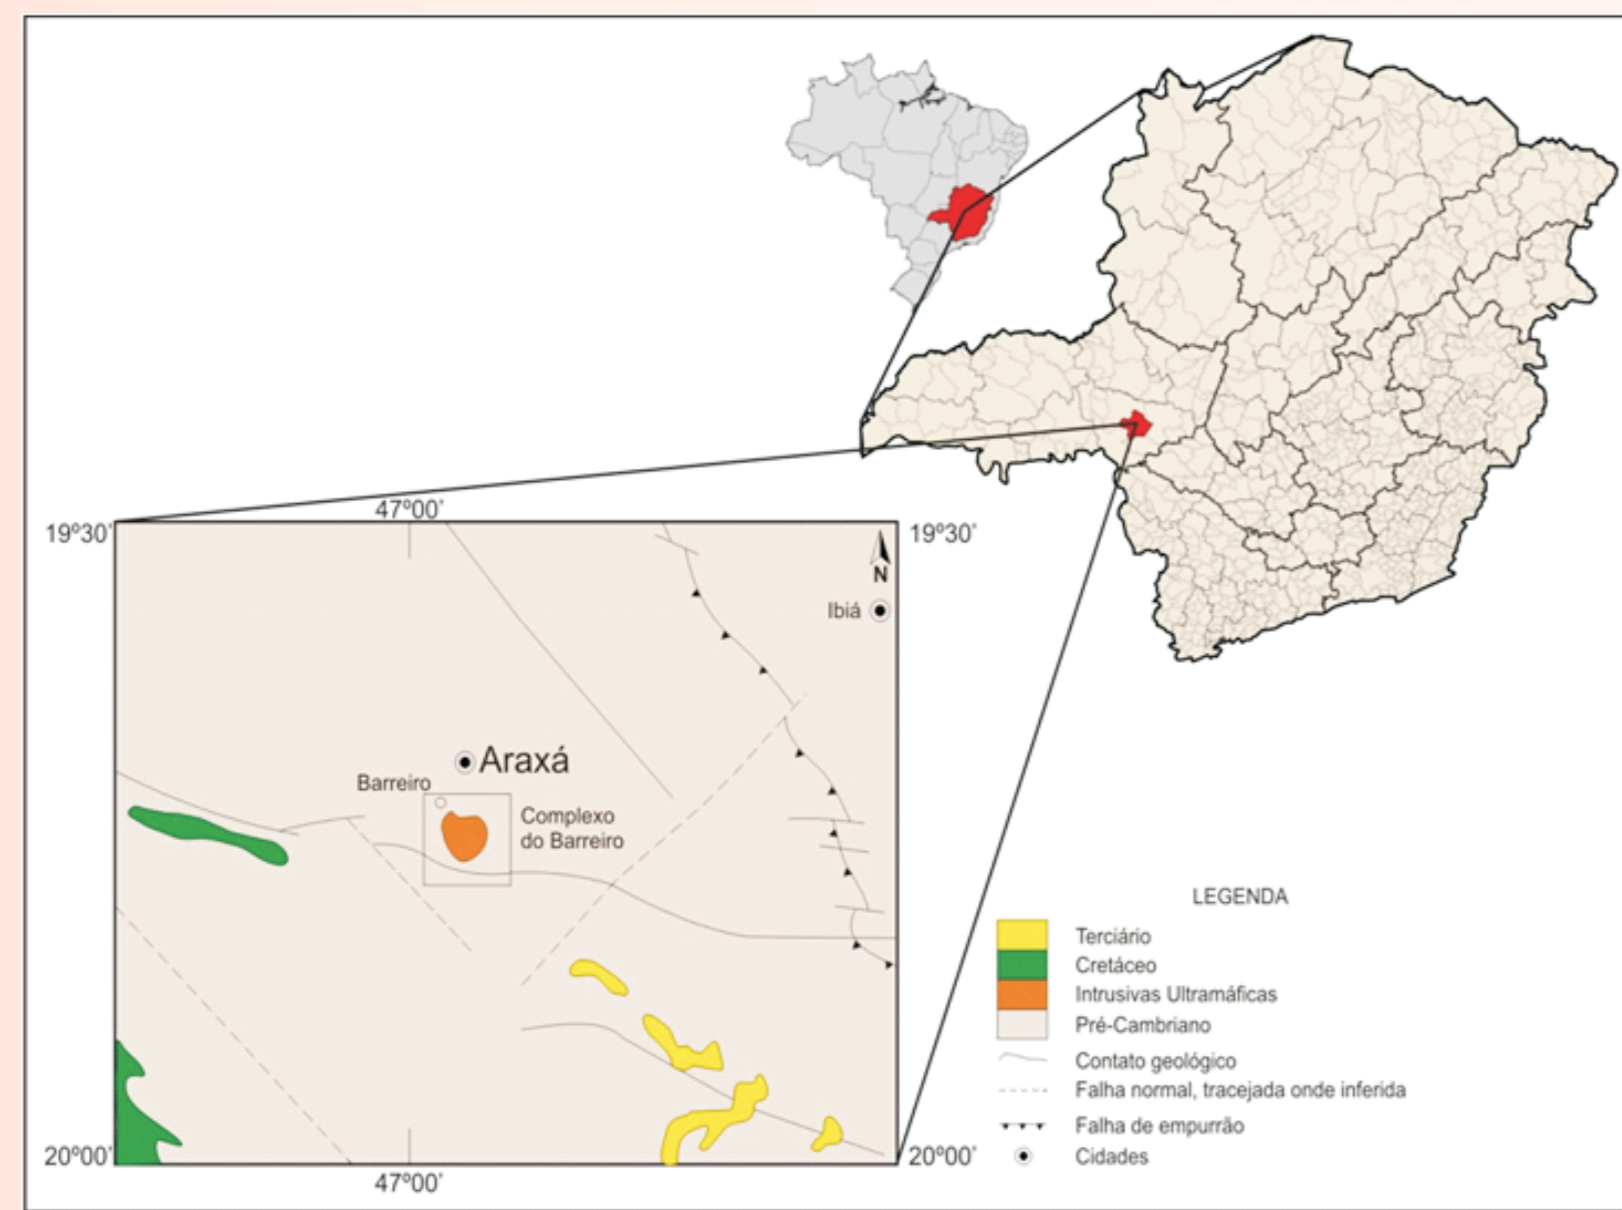 47º00'
19º30'
19º30'
N
Ibiá
Araxá
Barreiro
Complexo
do Barreiro
LEGENDA
Terciário
Cretáceo
Intrusivas Ultramáficas
Pré-Cambriano
Contato geológico
Falha normal, tracejada onde inferida
Falha de empurrão
Cidades
20º00'
20º00'
47º00'